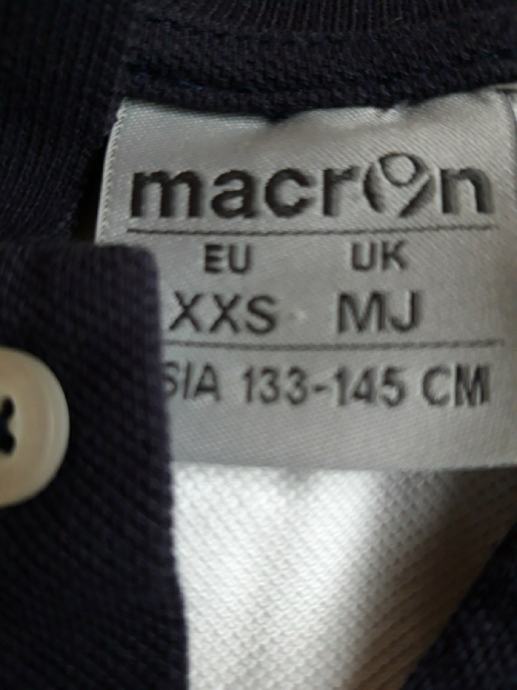 macron
EU UK
XXS MJ
SIA 133-145 CM